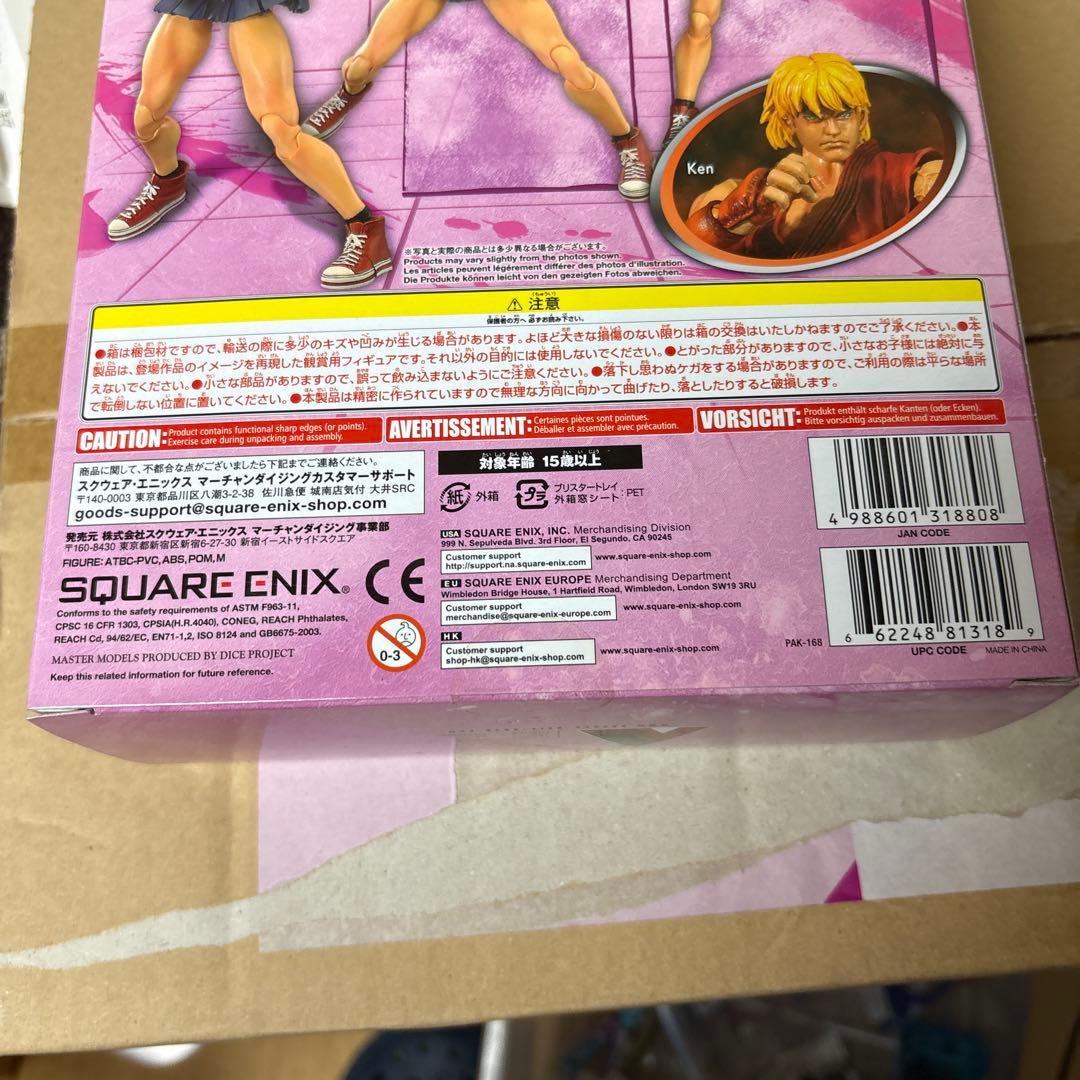 Ken
※写真と実際の商品とは多少異なる場合がございます。
Products may vary slightly from the photos shown.
Les articles peuvent légèrement différer des photos d'illustration.
Die Produkte können leicht von den gezeigten Fotos abweichen.
⚠ 注意
保護者の方へ 必ずお読み下さい。
●箱は梱包材ですので、輸送の際に多少のキズや凹みが生じる場合があります。よほど大きな損傷のない限りは箱の交換はいたしかねますのでご了承ください。●本
製品は、登場作品のイメージを再現した観賞用フィギュアです。それ以外の目的には使用しないでください。●とがった部分がありますので、小さなお子様には絶対に与
えないでください。●小さな部品がありますので、誤って飲み込まないようにご注意ください。●落下し思わぬケガをする場合がありますので、ご利用の際は平らな場所
で転倒しない位置に置いてください。●本製品は精密に作られていますので無理な方向に向かって曲げたり、落としたりすると破損します。
CAUTION: Product contains functional sharp edges (or points).
Exercise care during unpacking and assembly.
AVERTISSEMENT: Certaines pièces sont pointues.
Déballer et assembler avec précaution.
VORSICHT: Produkt enthält scharfe Kanten (oder Ecken).
Bitte vorsichtig auspacken und zusammenbauen.
商品に関して、不都合な点がございましたら下記までご連絡ください。
スクウェア・エニックス マーチャンダイジングカスタマーサポート
〒140-0003 東京都品川区八潮3-2-38 佐川急便 城南店気付 大井SRC
goods-support@square-enix-shop.com
発売元 株式会社スクウェア・エニックス マーチャンダイジング事業部
〒160-8430 東京都新宿区新宿6-27-30 新宿イーストサイドスクエア
FIGURE: ATBC-PVC, ABS, POM, M
SQUARE ENIX® CE
Conforms to the safety requirements of ASTM F963-11,
CPSC 16 CFR 1303, CPSIA(H.R.4040), CONEG, REACH Phthalates,
REACH Cd, 94/62/EC, EN71-1,2, ISO 8124 and GB6675-2003.
0-3
MASTER MODELS PRODUCED BY DICE PROJECT
Keep this related information for future reference.
対象年齢 15歳以上
紙 外箱
プラ ブリスタートレイ
外箱窓シート:PET
USA SQUARE ENIX, INC. Merchandising Division
999 N. Sepulveda Blvd. 3rd Floor, El Segundo, CA 90245
Customer support
http://support.na.square-enix.com
www.square-enix-shop.com
EU SQUARE ENIX EUROPE Merchandising Department
Wimbledon Bridge House, 1 Hartfield Road, Wimbledon, London SW19 3RU
Customer support
merchandise@square-enix-europe.com
www.square-enix-shop.com
HK
Customer support
shop-hk@square-enix-shop.com
www.square-enix-shop.com
4 988601 318808
JAN CODE
6 62248 81318 9
PAK-168
UPC CODE MADE IN CHINA